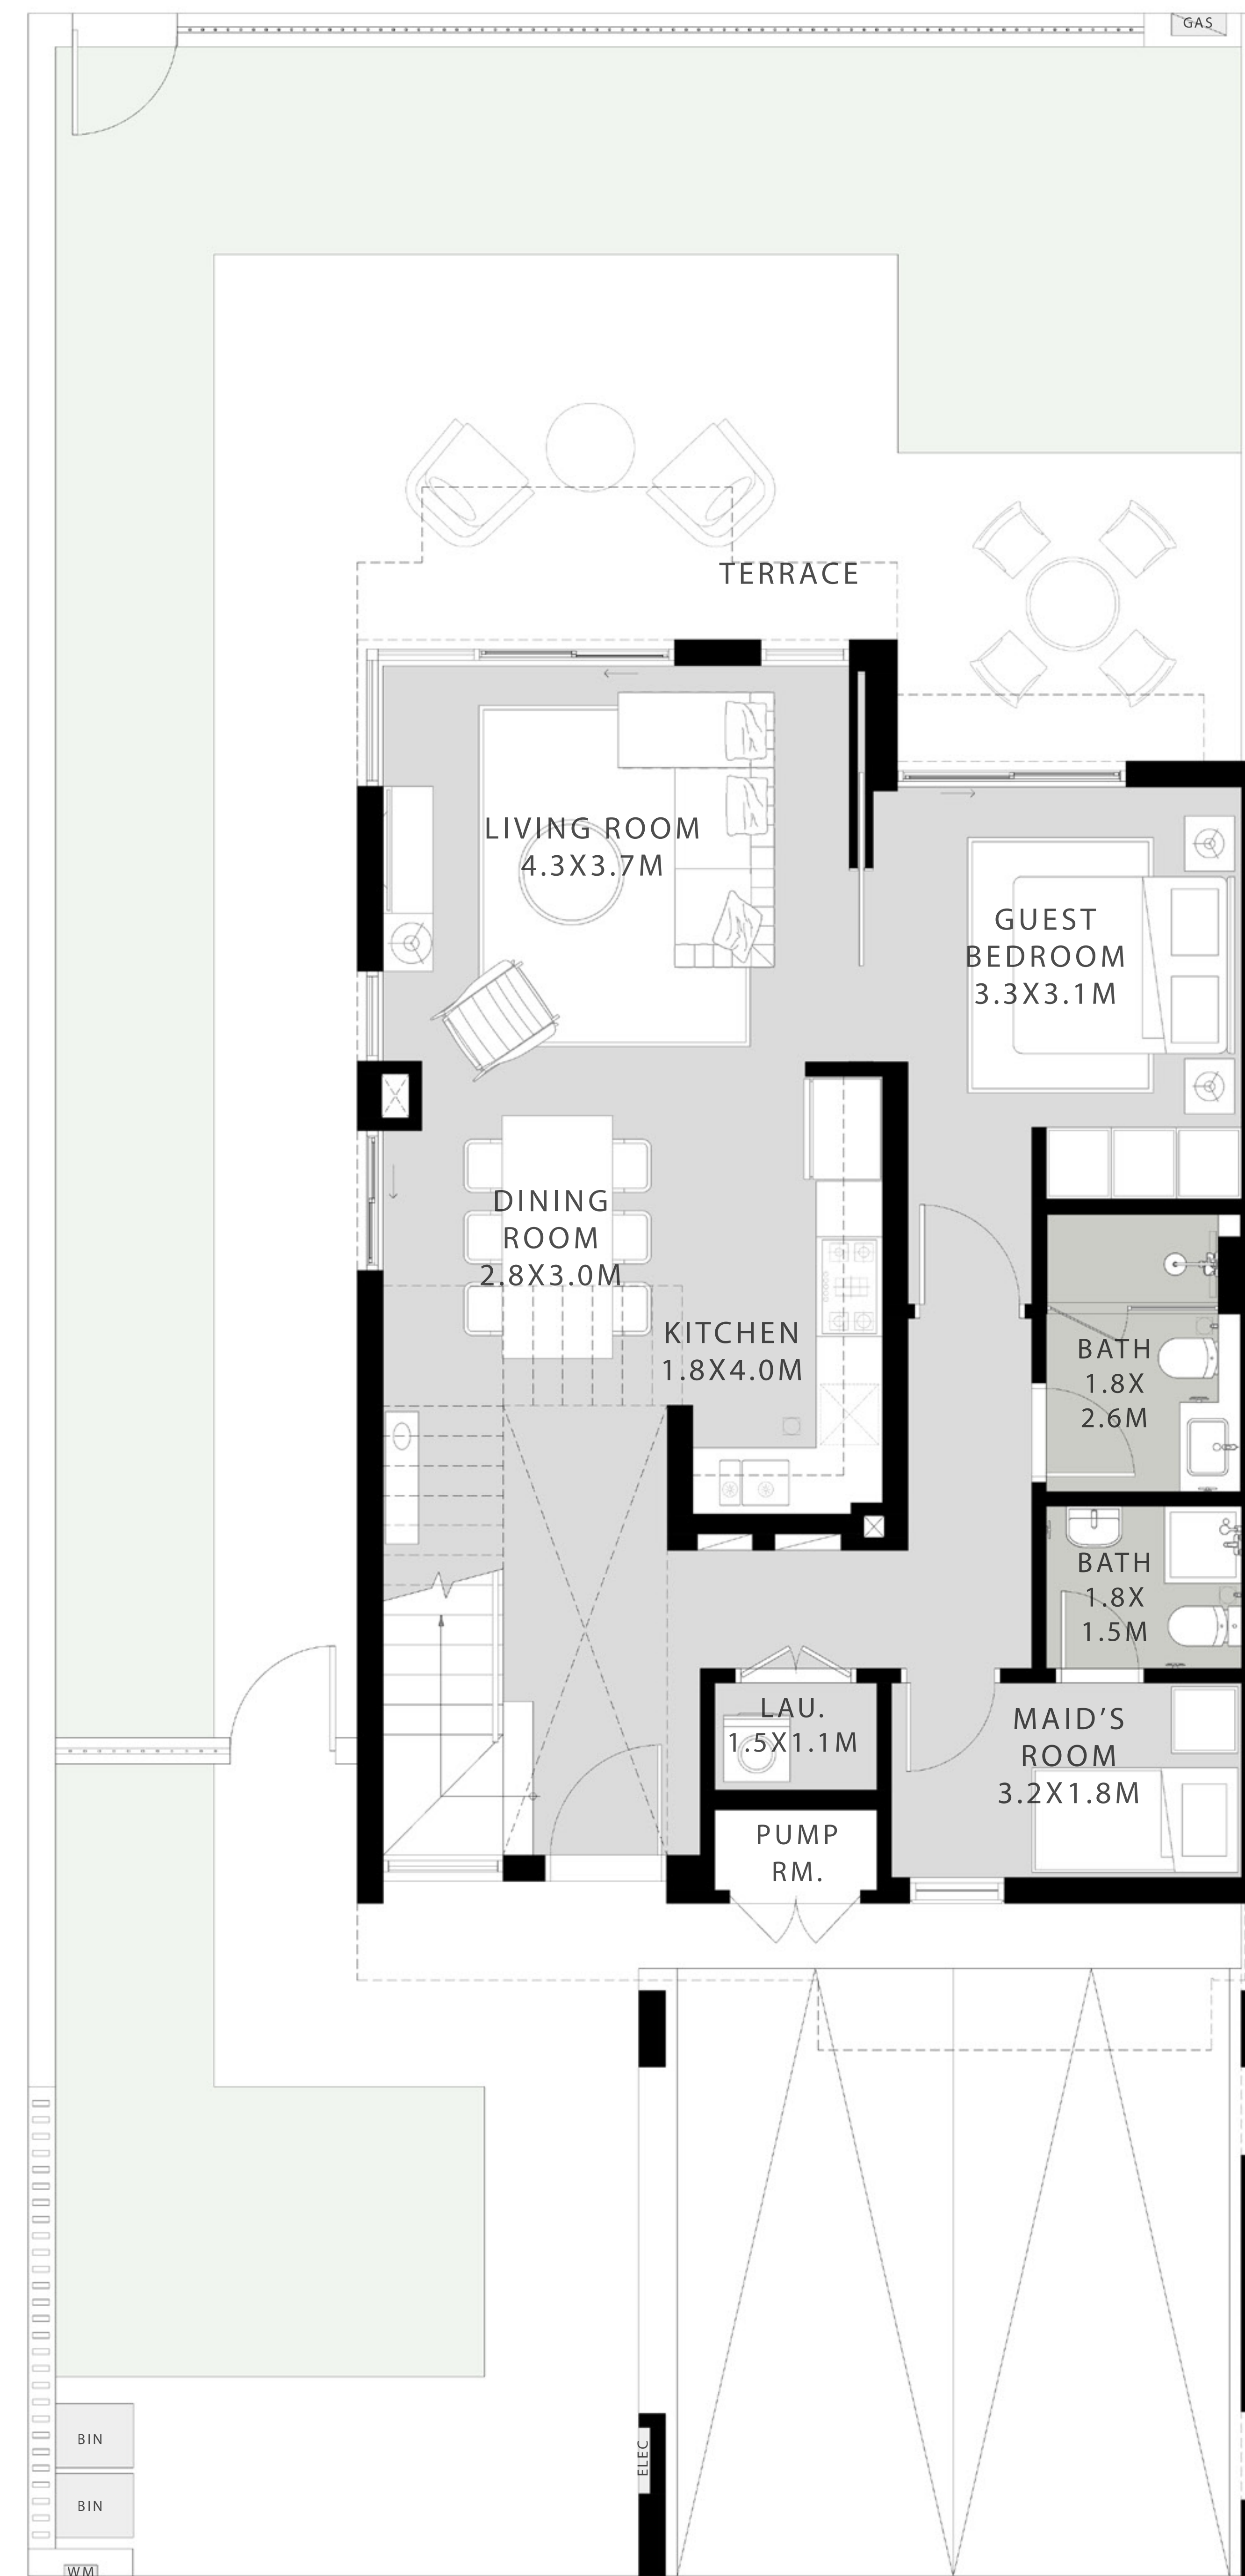 GAS
TERRACE
LIVING ROOM
4.3X3.7M
GUEST
BEDROOM
3.3X3.1M
DINING
ROOM
2.8X3.0M
KITCHEN
1.8X4.0M
BATH
1.8X
2.6M
BATH
1.8X
1.5M
LAU.
1.5X1.1M
MAID'S
ROOM
3.2X1.8M
PUMP
RM.
BIN
ELEC
BIN
WM